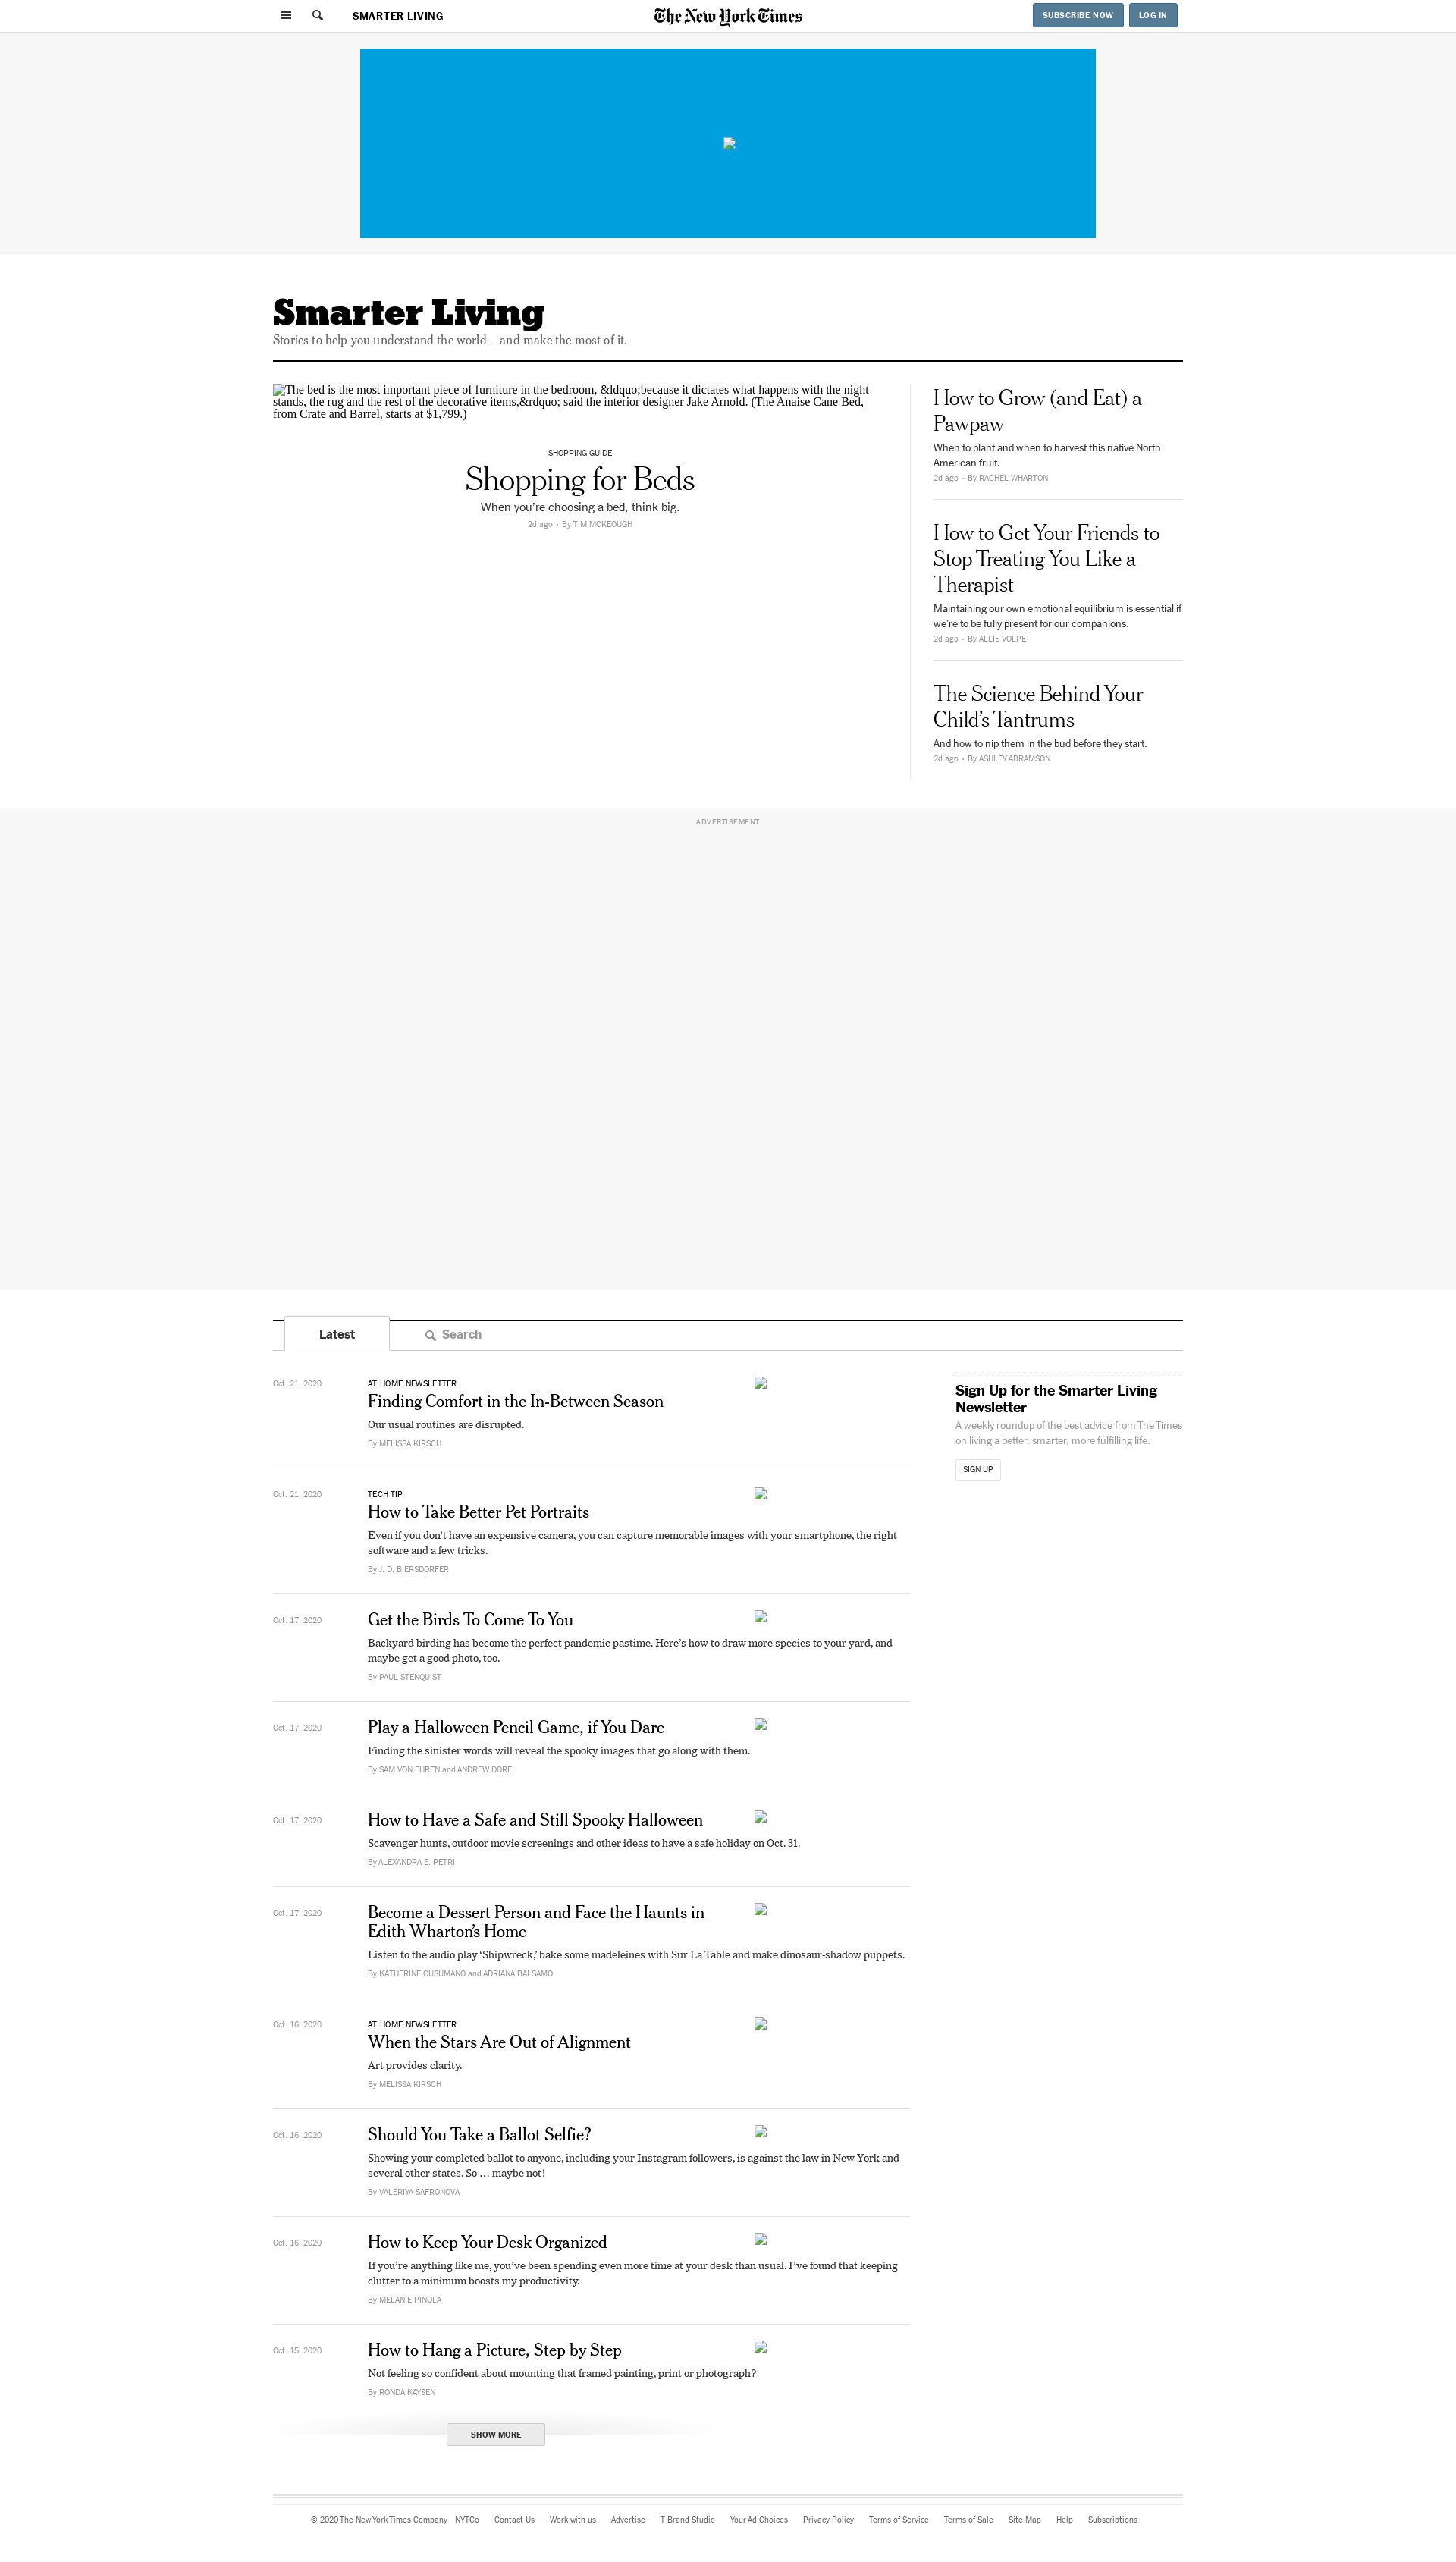 SMARTER LIVING
The New York Times
SUBSCRIBE NOW
LOG IN
Smarter Living
Stories to help you understand the world – and make the most of it.
The bed is the most important piece of furniture in the bedroom, &ldquo;because it dictates what happens with the night
stands, the rug and the rest of the decorative items,&rdquo; said the interior designer Jake Arnold. (The Anaise Cane Bed,
from Crate and Barrel, starts at $1,799.)
SHOPPING GUIDE
Shopping for Beds
When you’re choosing a bed, think big.
2d ago • By TIM MCKEOUGH
How to Grow (and Eat) a
Pawpaw
When to plant and when to harvest this native North
American fruit.
2d ago • By RACHEL WHARTON
How to Get Your Friends to
Stop Treating You Like a
Therapist
Maintaining our own emotional equilibrium is essential if
we’re to be fully present for our companions.
2d ago • By ALLIE VOLPE
The Science Behind Your
Child’s Tantrums
And how to nip them in the bud before they start.
2d ago • By ASHLEY ABRAMSON
ADVERTISEMENT
Latest
Search
Oct. 21, 2020
AT HOME NEWSLETTER
Finding Comfort in the In-Between Season
Our usual routines are disrupted.
By MELISSA KIRSCH
Oct. 21, 2020
TECH TIP
How to Take Better Pet Portraits
Even if you don’t have an expensive camera, you can capture memorable images with your smartphone, the right
software and a few tricks.
By J. D. BIERSDORFER
Oct. 17, 2020
Get the Birds To Come To You
Backyard birding has become the perfect pandemic pastime. Here’s how to draw more species to your yard, and
maybe get a good photo, too.
By PAUL STENQUIST
Oct. 17, 2020
Play a Halloween Pencil Game, if You Dare
Finding the sinister words will reveal the spooky images that go along with them.
By SAM VON EHREN and ANDREW DORE
Oct. 17, 2020
How to Have a Safe and Still Spooky Halloween
Scavenger hunts, outdoor movie screenings and other ideas to have a safe holiday on Oct. 31.
By ALEXANDRA E. PETRI
Oct. 17, 2020
Become a Dessert Person and Face the Haunts in
Edith Wharton’s Home
Listen to the audio play ‘Shipwreck,’ bake some madeleines with Sur La Table and make dinosaur-shadow puppets.
By KATHERINE CUSUMANO and ADRIANA BALSAMO
Oct. 16, 2020
AT HOME NEWSLETTER
When the Stars Are Out of Alignment
Art provides clarity.
By MELISSA KIRSCH
Oct. 16, 2020
Should You Take a Ballot Selfie?
Showing your completed ballot to anyone, including your Instagram followers, is against the law in New York and
several other states. So … maybe not!
By VALERIYA SAFRONOVA
Oct. 16, 2020
How to Keep Your Desk Organized
If you’re anything like me, you’ve been spending even more time at your desk than usual. I’ve found that keeping
clutter to a minimum boosts my productivity.
By MELANIE PINOLA
Oct. 15, 2020
How to Hang a Picture, Step by Step
Not feeling so confident about mounting that framed painting, print or photograph?
By RONDA KAYSEN
SHOW MORE
Sign Up for the Smarter Living
Newsletter
A weekly roundup of the best advice from The Times
on living a better, smarter, more fulfilling life.
SIGN UP
© 2020 The New York Times Company NYTCo Contact Us Work with us Advertise T Brand Studio Your Ad Choices Privacy Policy Terms of Service Terms of Sale Site Map Help Subscriptions